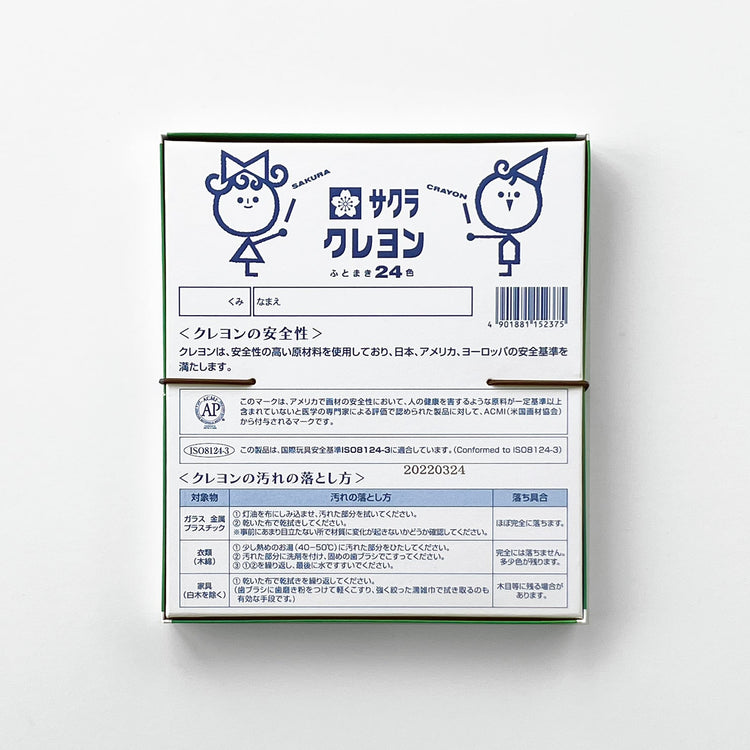 SAKURA
CRAYON
サクラ
クレヨン
ふとまき24色
くみ
なまえ
4 901881 152375
<クレヨンの安全性>
クレヨンは、安全性の高い原材料を使用しており、日本、アメリカ、ヨーロッパの安全基準を
満たします。
ACMI
AP
このマークは、アメリカで画材の安全性において、人の健康を害するような原料が一定基準以上
含まれていないと医学の専門家による評価で認められた製品に対して、ACMI(米国画材協会)
から付与されるマークです。
ISO8124-3
この製品は、国際玩具安全基準ISO8124-3に適合しています。(Conformed to ISO8124-3)
20220324
<クレヨンの汚れの落とし方>
対象物 汚れの落とし方 落ち具合
ガラス 金属
プラスチック
① 灯油を布にしみ込ませ、汚れた部分を拭いてください。
② 乾いた布で乾拭きしてください。
※事前にあまり目立たない所で材質に変化が起きないかどうか確認してください。
ほぼ完全に落ちます。
衣類
(木綿)
① 少し熱めのお湯(40−50℃)に汚れた部分をひたしてください。
② 汚れた部分に洗剤を付け、固めの歯ブラシでこすってください。
③ ①②を繰り返し、最後に水ですすいでください。
完全には落ちません。
多少色が残ります。
家具
(白木を除く)
① 乾いた布で乾拭きを繰り返してください。
(歯ブラシに歯磨き粉をつけて軽くこすり、強く絞った濡雑巾で拭き取るのも
有効な手段です。)
木目等に残る場合が
あります。